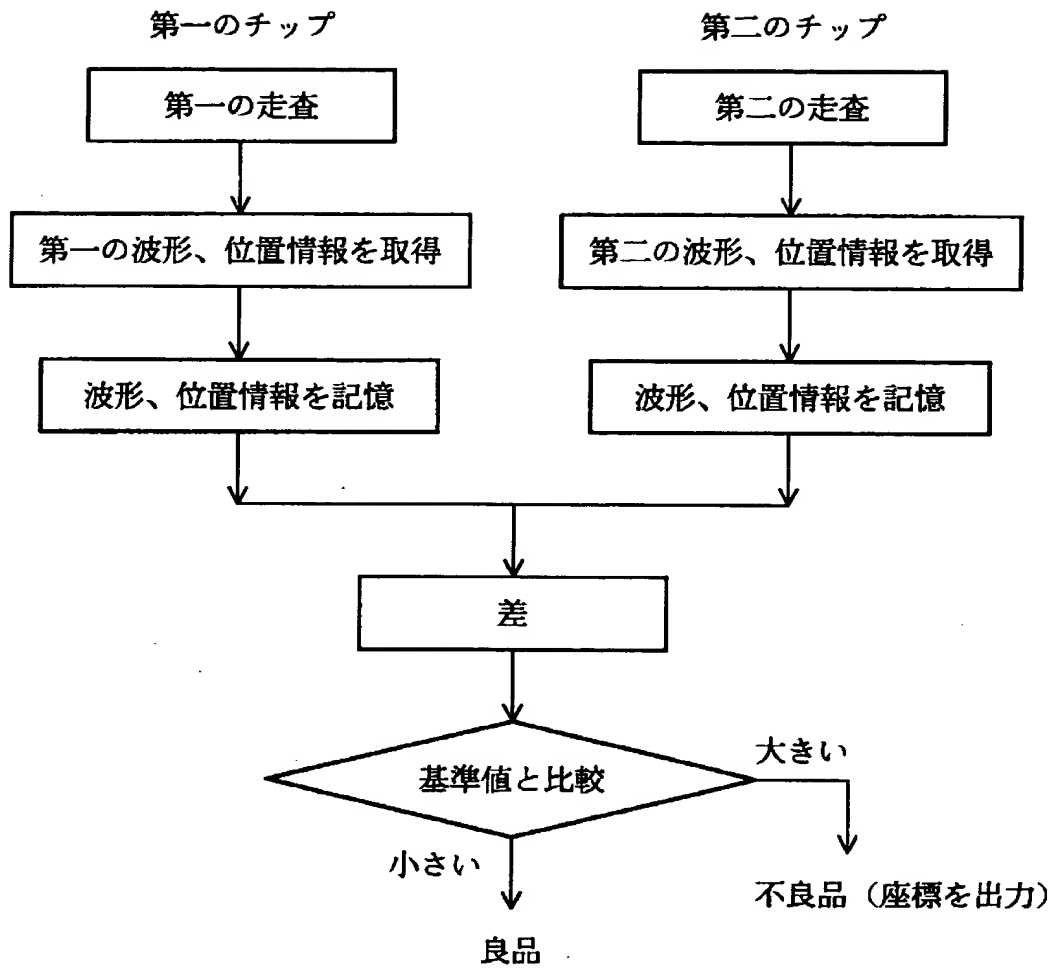 第一のチップ
第二のチップ
第一の走査
第二の走査
第一の波形、位置情報を取得
第二の波形、位置情報を取得
波形、位置情報を記憶
波形、位置情報を記憶
差
基準値と比較
大きい
小さい
不良品（座標を出力）
良品